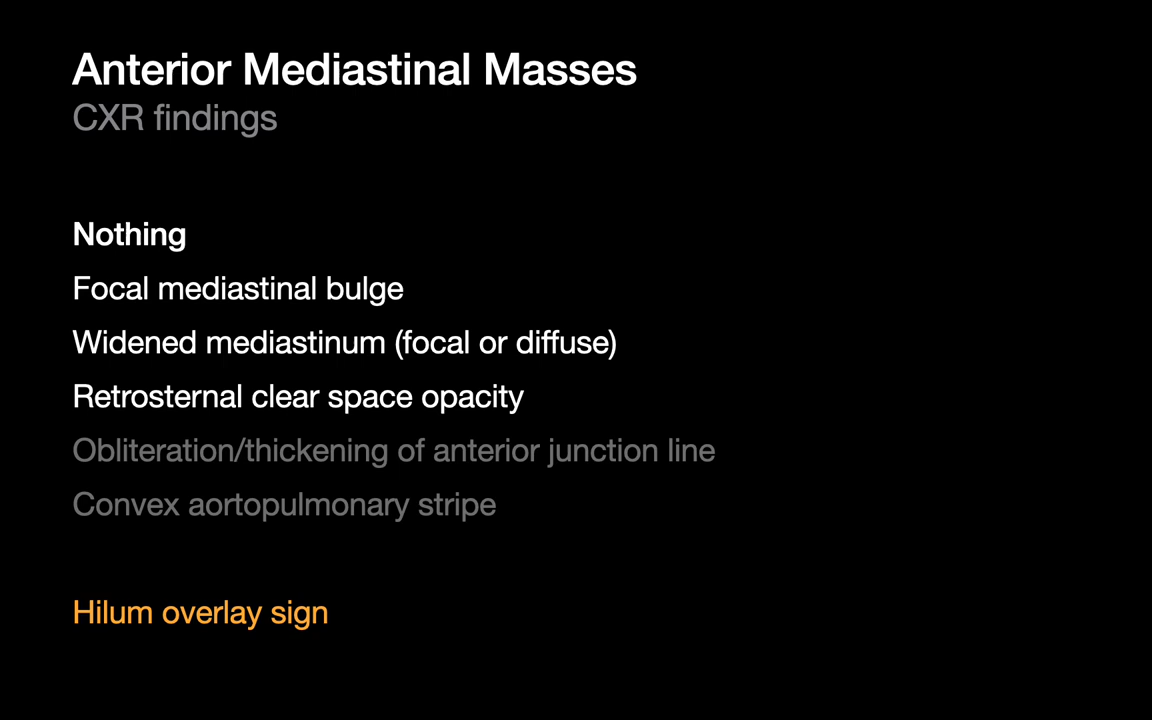 Anterior Mediastinal Masses
CXR findings
Nothing
Focal mediastinal bulge
Widened mediastinum (focal or diffuse)
Retrosternal clear space opacity
Obliteration/thickening of anterior junction line
Convex aortopulmonary stripe
Hilum overlay sign